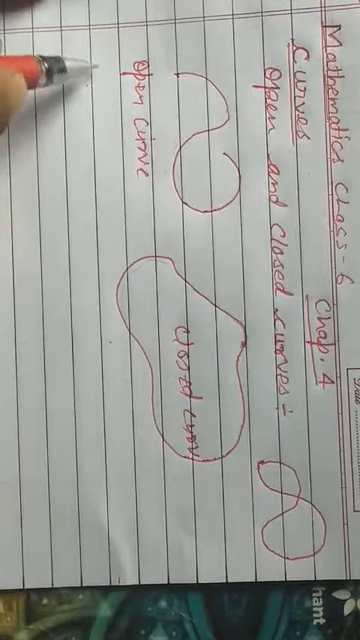 Mathematics Class-6
Chap. 4
Curves
Open and Closed Curves :-
Open Curve
Closed Curve